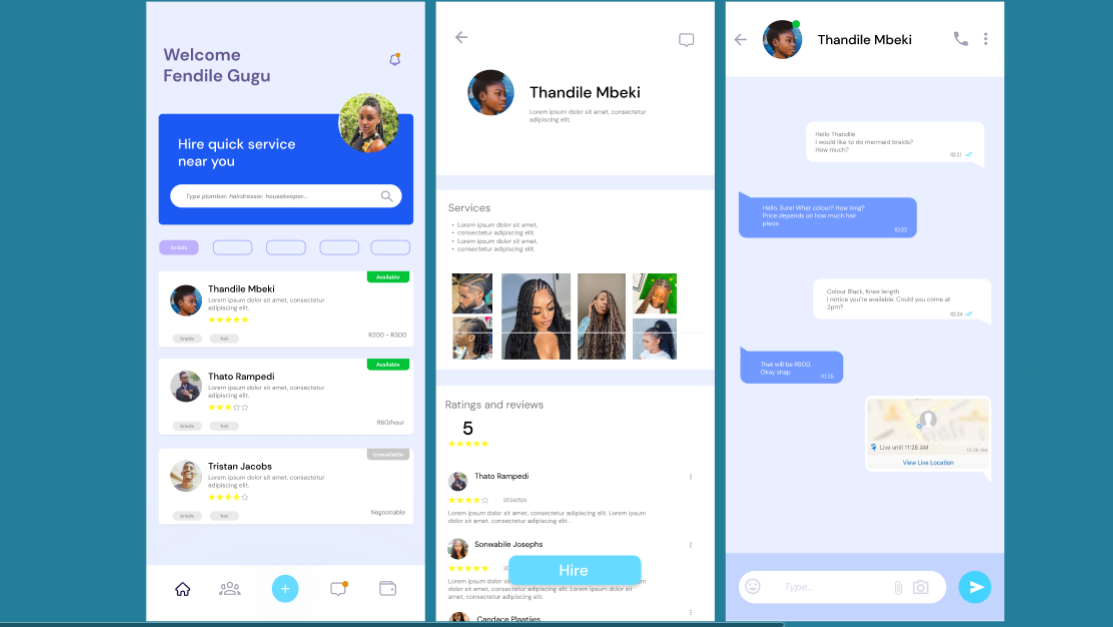 Welcome
Fendile Gugu
Hire quick service
near you
Type plumber, hairdresser, housekeeper...
braids
Available
Thandile Mbeki
Lorem ipsum dolor sit amet, consectetur
adipiscing elit.
braids
R200 - R300
Available
Thato Rampedi
Lorem ipsum dolor sit amet, consectetur
adipiscing elit.
braids
R60/hour
Unavailable
Tristan Jacobs
Lorem ipsum dolor sit amet, consectetur
adipiscing elit.
braids
Negotiable
Thandile Mbeki
Lorem ipsum dolor sit amet, consectetur
adipiscing elit.
Services
• Lorem ipsum dolor sit amet,
• consectetur adipiscing elit.
• Lorem ipsum dolor sit amet,
• consectetur adipiscing elit.
Ratings and reviews
5
Thato Rampedi
2024/5/4
Lorem ipsum dolor sit amet, consectetur adipiscing elit. Lorem ipsum
dolor sit amet, consectetur adipiscing elit.
Sonwabile Josephs
Hire
Lorem ipsum dolor sit amet, consectetur adipiscing elit. Lorem ipsum
dolor sit amet, consectetur adipiscing elit.
Candace Plaatjies
Thandile Mbeki
Hello Thandile
I would like to do mermaid braids?
How much?
10:21
Hello, Sure! What colour? How long?
Price depends on how much hair
piece
10:23
Colour Black, Knee length
I notice you're available. Could you come at
2pm?
10:24
That will be R600,
Okay shap
10:25
Live until 11:28 AM
10:28 AM
View Live Location
Type...